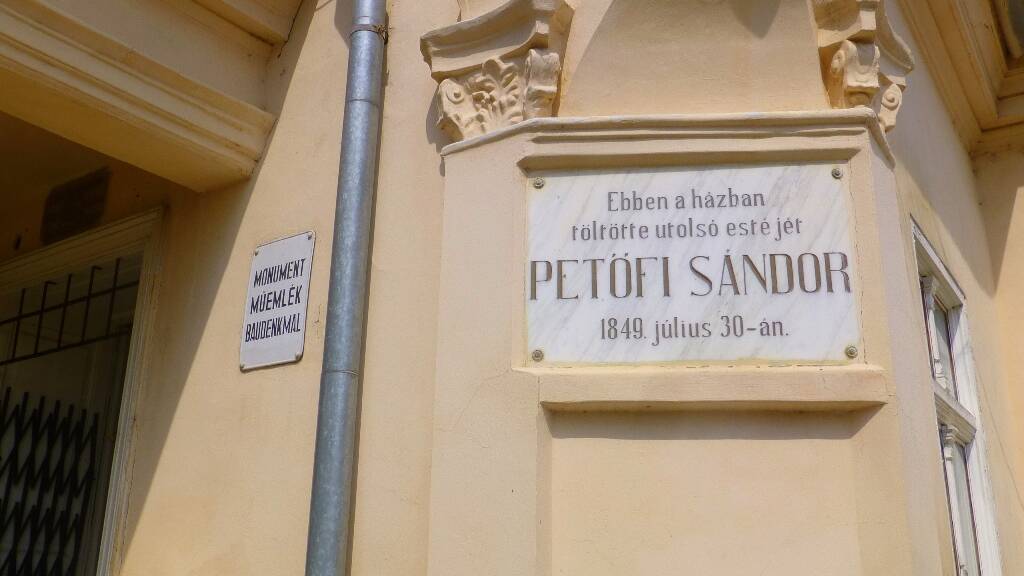 MONUMENT
MŰEMLÉK
BAUDENKMAL
Ebben a házban
töltötte utolsó estéjét
PETŐFI SÁNDOR
1849. július 30-án.